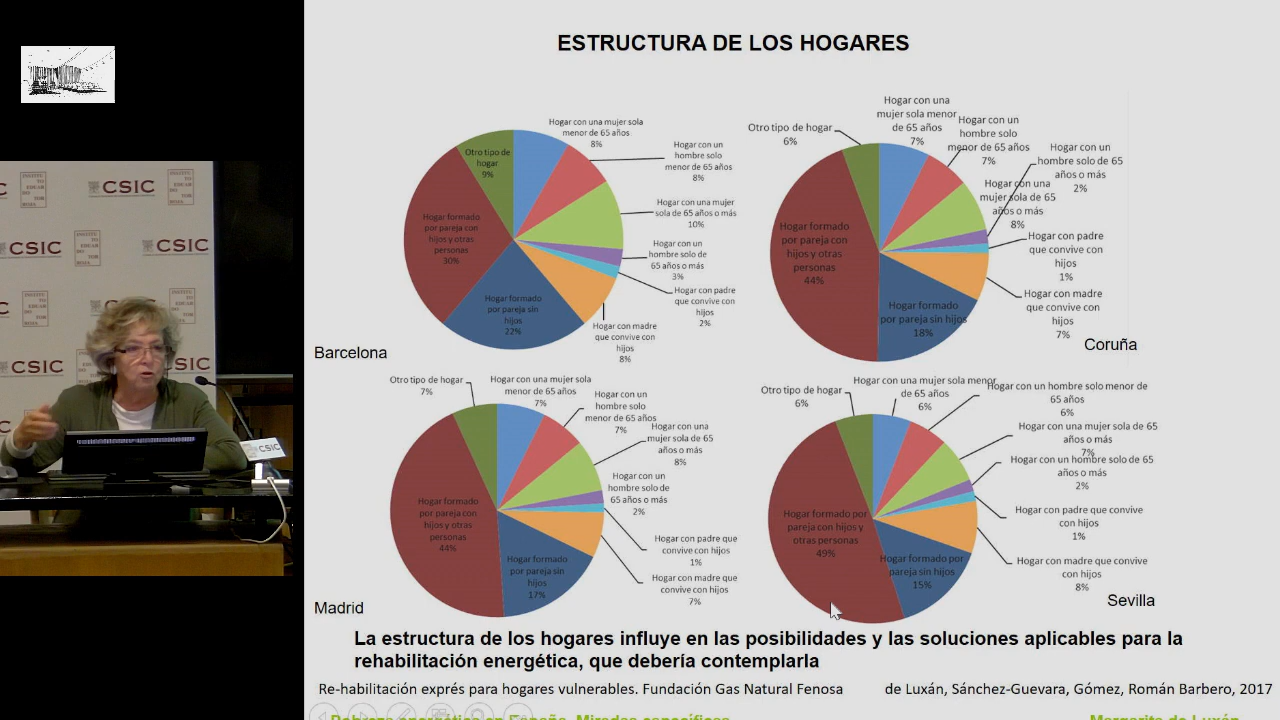 ESTRUCTURA DE LOS HOGARES
Hogar con una mujer sola
menor de 65 años
8%
Hogar con un
hombre solo
menor de 65 años
8%
Hogar con una mujer
sola de 65 años o más
10%
Hogar con un
hombre solo de
65 años o más
3%
Hogar con padre
que convive con
hijos
2%
Hogar con madre
que convive con
hijos
8%
Hogar formado
por pareja sin
hijos
22%
Hogar formado
por pareja con
hijos y otras
personas
30%
Otro tipo de
hogar
9%
Barcelona
Hogar con una
mujer sola menor
de 65 años
7%
Hogar con un
hombre solo
menor de 65 años
7%
Hogar con un
hombre solo de 65
años o más
2%
Hogar con una
mujer sola de 65
años o más
8%
Hogar con padre
que convive con
hijos
1%
Hogar con madre
que convive con
hijos
7%
Hogar formado
por pareja sin hijos
18%
Hogar formado
por pareja con
hijos y otras
personas
44%
Otro tipo de hogar
6%
Coruña
Hogar con una mujer sola
menor de 65 años
7%
Hogar con un
hombre solo
menor de 65 años
7%
Hogar con una
mujer sola de 65
años o más
8%
Hogar con un
hombre solo de
65 años o más
2%
Hogar con padre que
convive con hijos
1%
Hogar con madre que
convive con hijos
7%
Hogar formado
por pareja sin
hijos
17%
Hogar formado
por pareja con
hijos y otras
personas
44%
Otro tipo de hogar
7%
Madrid
Hogar con una mujer sola menor
de 65 años
6%
Hogar con un hombre solo menor de
65 años
6%
Hogar con una mujer sola de 65
años o más
7%
Hogar con un hombre solo de 65
años o más
2%
Hogar con padre que convive
con hijos
1%
Hogar con madre que convive
con hijos
8%
Hogar formado por
pareja sin hijos
15%
Hogar formado por
pareja con hijos y
otras personas
49%
Otro tipo de hogar
6%
Sevilla
La estructura de los hogares influye en las posibilidades y las soluciones aplicables para la
rehabilitación energética, que debería contemplarla
Re-habilitación exprés para hogares vulnerables. Fundación Gas Natural Fenosa
de Luxán, Sánchez-Guevara, Gómez, Román Barbero, 2017
Pobreza energética en España. Miradas específicas
Margarita de Luxán
CSIC
CSIC
CSIC
CSIC
CSIC
CSIC
CSIC